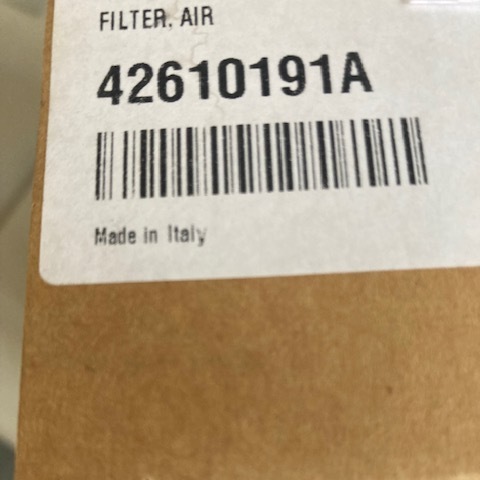 FILTER, AIR
42610191A
Made in Italy